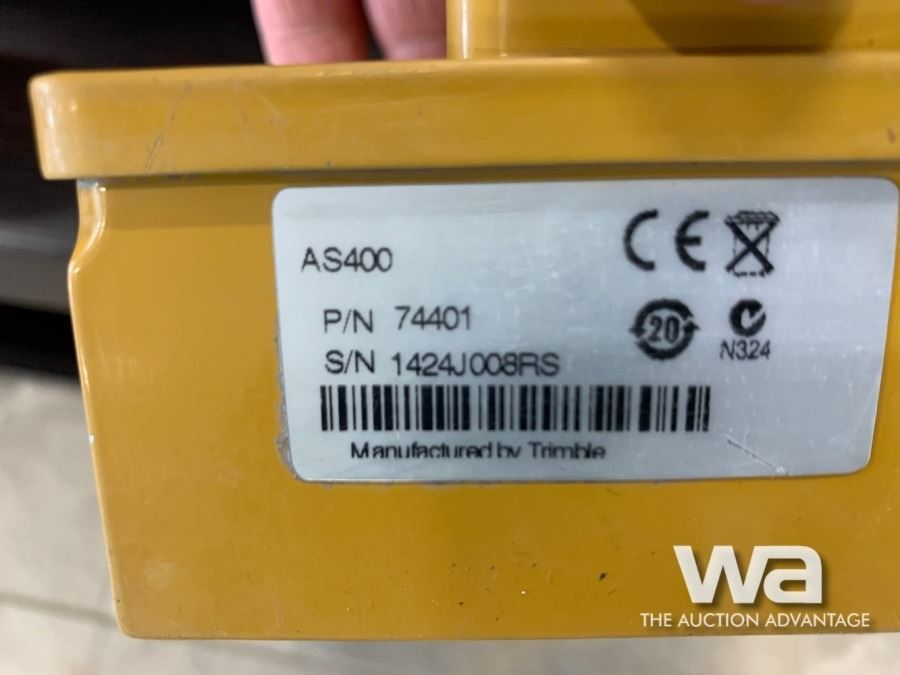 AS400
P/N 74401
S/N 1424J008RS
Manufactured by Trimble
CE
20
N324
wa
THE AUCTION ADVANTAGE